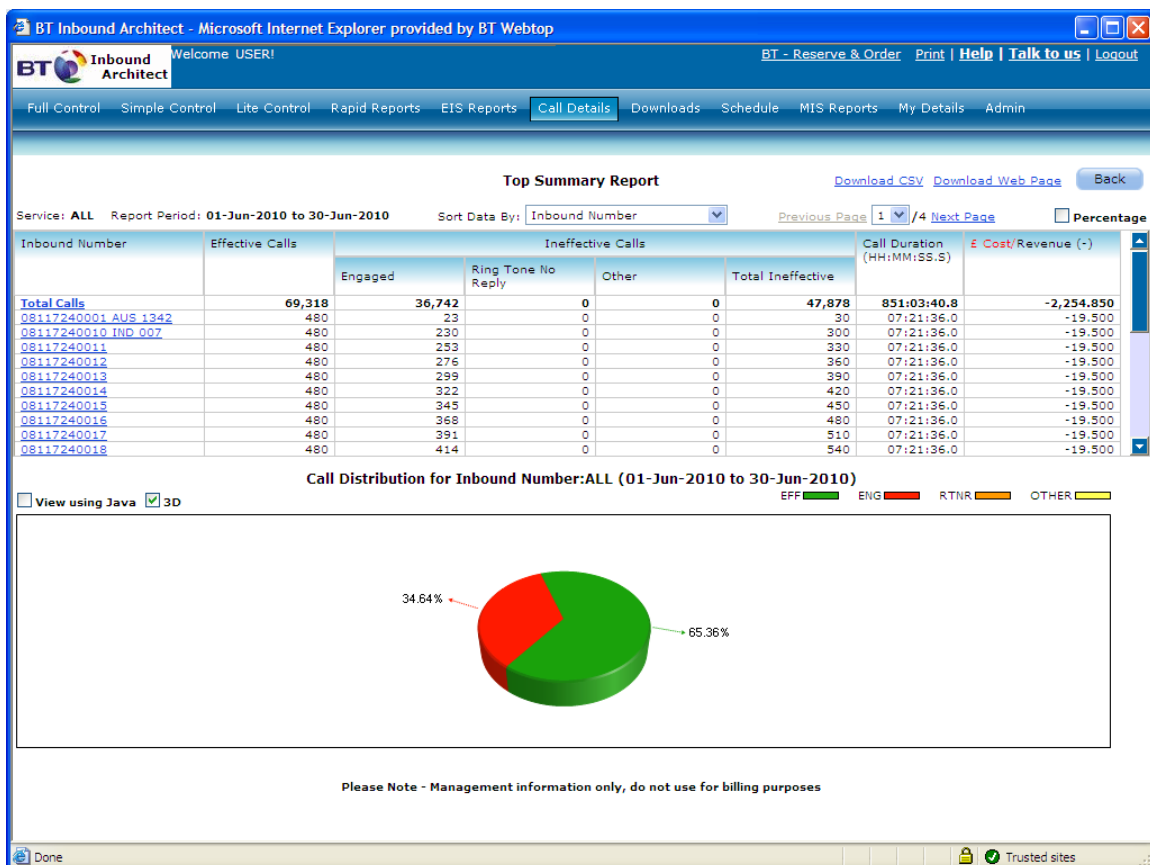 BT Inbound Architect - Microsoft Internet Explorer provided by BT Webtop
BT Inbound Architect
Welcome USER!
BT - Reserve & Order Print | Help | Talk to us | Logout
Full Control Simple Control Lite Control Rapid Reports EIS Reports Call Details Downloads Schedule MIS Reports My Details Admin
Top Summary Report
Download CSV Download Web Page Back
Service: ALL Report Period: 01-Jun-2010 to 30-Jun-2010 Sort Data By: Inbound Number Previous Page 1 /4 Next Page Percentage
Inbound Number Effective Calls Ineffective Calls Call Duration (HH:MM:SS.S) £ Cost/Revenue (-)
Engaged Ring Tone No Reply Other Total Ineffective
Total Calls 69,318 36,742 0 0 47,878 851:03:40.8 -2,254.850
08117240001 AUS 1342 480 23 0 0 30 07:21:36.0 -19.500
08117240010 IND 007 480 230 0 0 300 07:21:36.0 -19.500
08117240011 480 253 0 0 330 07:21:36.0 -19.500
08117240012 480 276 0 0 360 07:21:36.0 -19.500
08117240013 480 299 0 0 390 07:21:36.0 -19.500
08117240014 480 322 0 0 420 07:21:36.0 -19.500
08117240015 480 345 0 0 450 07:21:36.0 -19.500
08117240016 480 368 0 0 480 07:21:36.0 -19.500
08117240017 480 391 0 0 510 07:21:36.0 -19.500
08117240018 480 414 0 0 540 07:21:36.0 -19.500
Call Distribution for Inbound Number:ALL (01-Jun-2010 to 30-Jun-2010)
View using Java 3D EFF ENG RTNR OTHER
34.64%
65.36%
Please Note - Management information only, do not use for billing purposes
Done Trusted sites